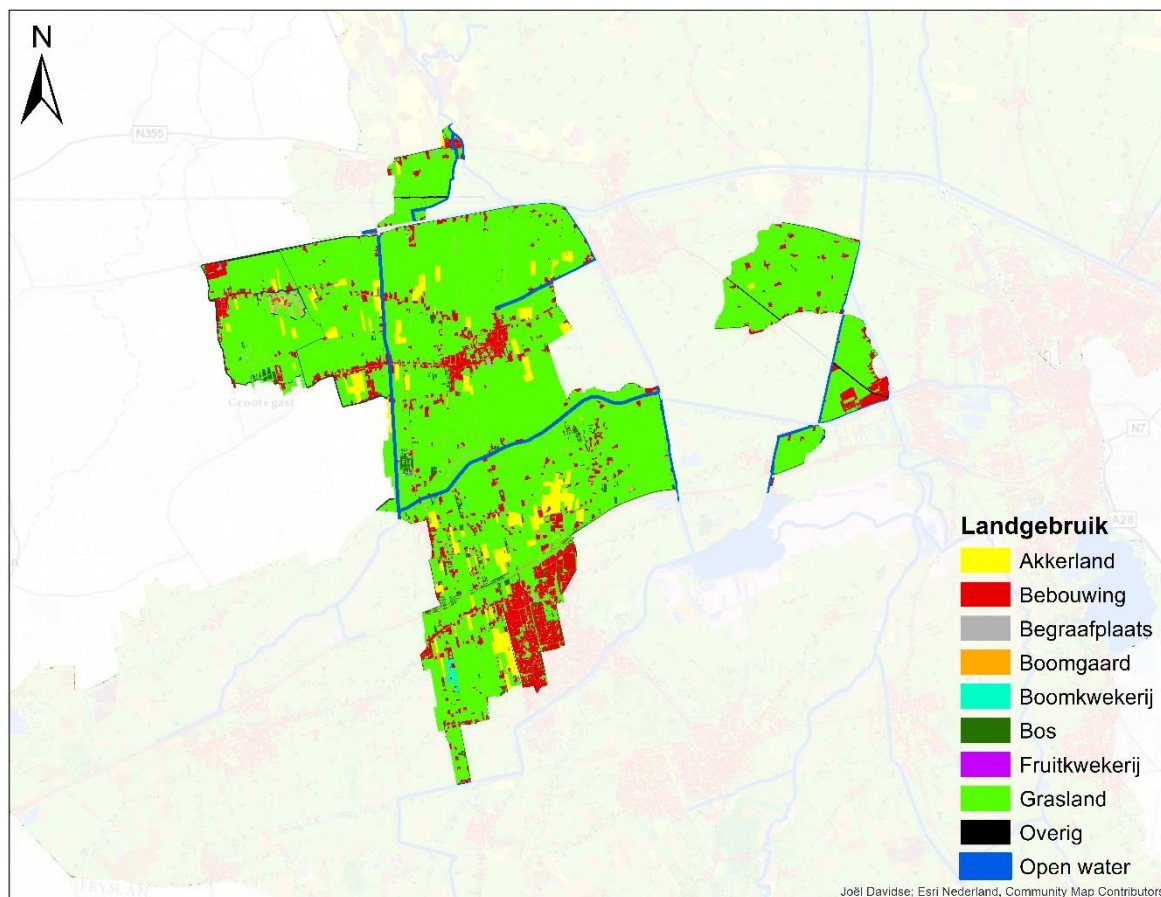 N
N355
Grootegast
N7
A28
Landgebruik
Akkerland
Bebouwing
Begraafplaats
Boomgaard
Boomkwekerij
Bos
Fruitkwekerij
Grasland
Overig
Open water
FRYSLÂN
Joël Davidse; Esri Nederland, Community Map Contributors